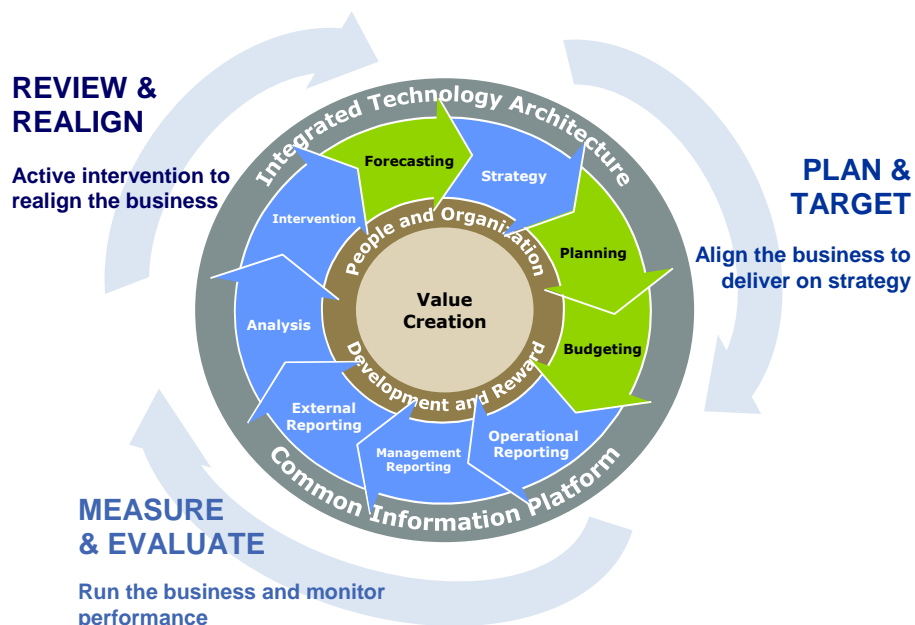 REVIEW &
REALIGN
Active intervention to
realign the business
PLAN &
TARGET
Align the business to
deliver on strategy
MEASURE
& EVALUATE
Run the business and monitor
performance
Integrated Technology Architecture
Common Information Platform
Forecasting
Strategy
Planning
Budgeting
Operational
Reporting
Management
Reporting
External
Reporting
Analysis
Intervention
People and Organization
Development and Reward
Value
Creation